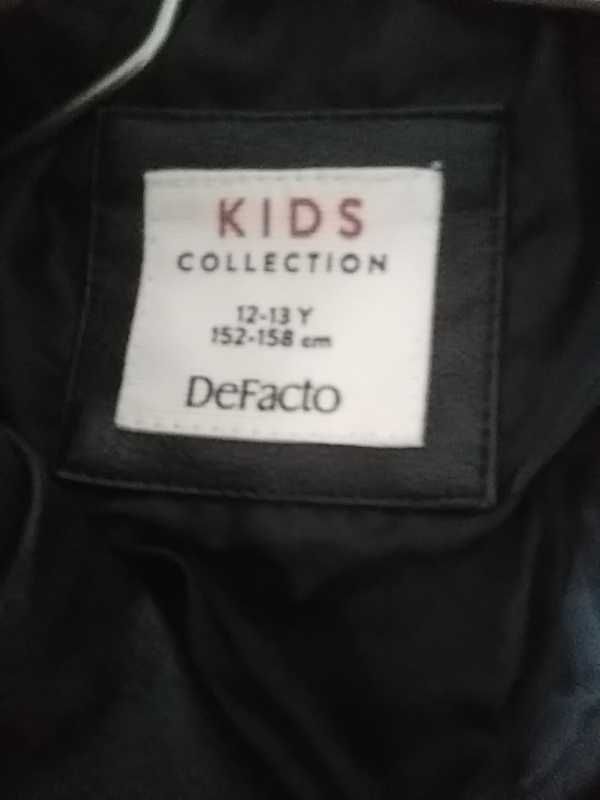 KIDS
COLLECTION
12-13 Y
152-158 cm
DeFacto